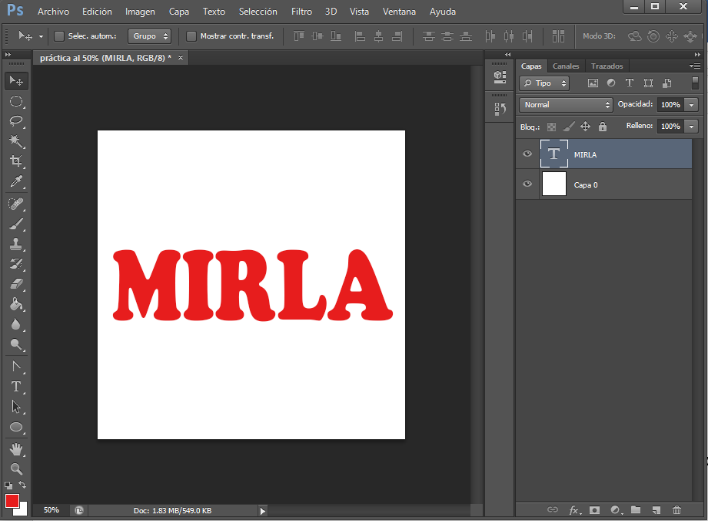 Ps Archivo Edición Imagen Capa Texto Selección Filtro 3D Vista Ventana Ayuda
Selec. autom.: Grupo Mostrar contr. transf. Modo 3D:
práctica al 50% (MIRLA, RGB/8) * ×
Capas Canales Trazados
Tipo
Normal Opacidad: 100%
Bloq.: Relleno: 100%
T MIRLA
Capa 0
MIRLA
50% Doc: 1.83 MB/549.0 KB
fx